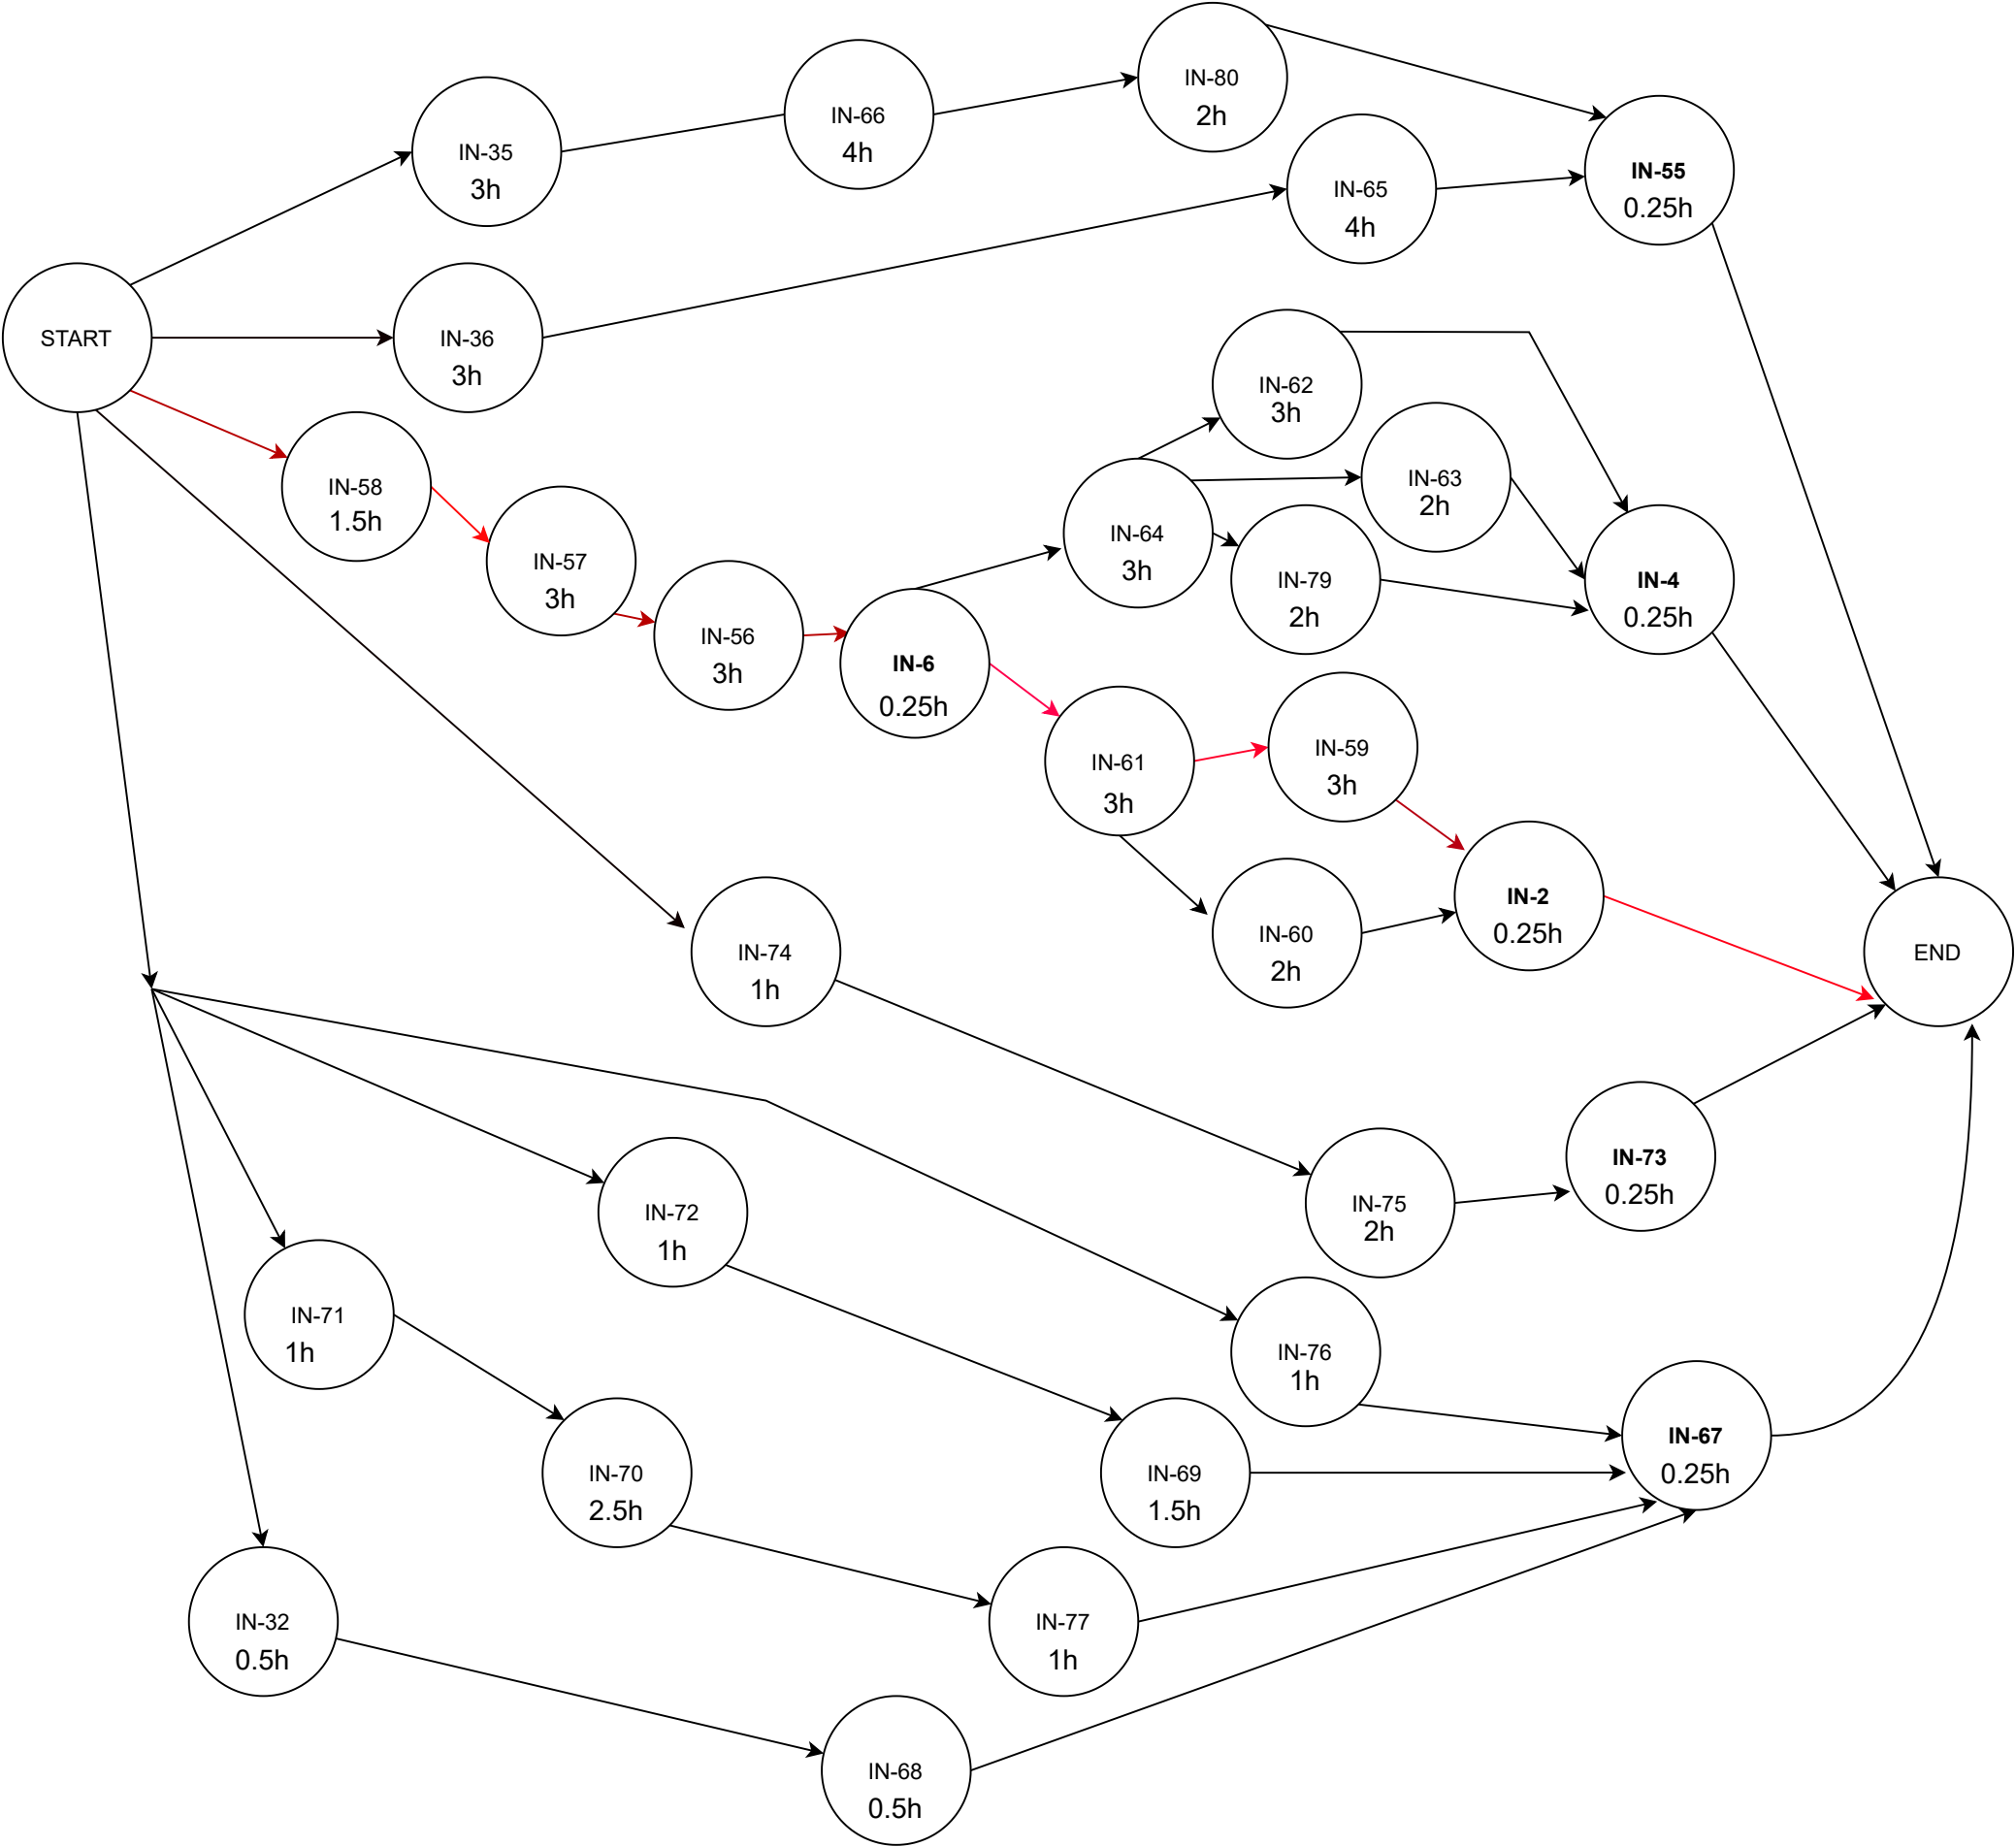 IN-80
2h
IN-66
4h
IN-35
3h
IN-55
0.25h
IN-65
4h
START
IN-36
3h
IN-62
3h
IN-63
2h
IN-58
1.5h
IN-64
3h
IN-57
3h
IN-79
2h
IN-4
0.25h
IN-56
3h
IN-6
0.25h
IN-59
3h
IN-61
3h
IN-2
0.25h
IN-60
2h
IN-74
1h
END
IN-73
0.25h
IN-75
2h
IN-72
1h
IN-71
1h
IN-76
1h
IN-67
0.25h
IN-70
2.5h
IN-69
1.5h
IN-32
0.5h
IN-77
1h
IN-68
0.5h